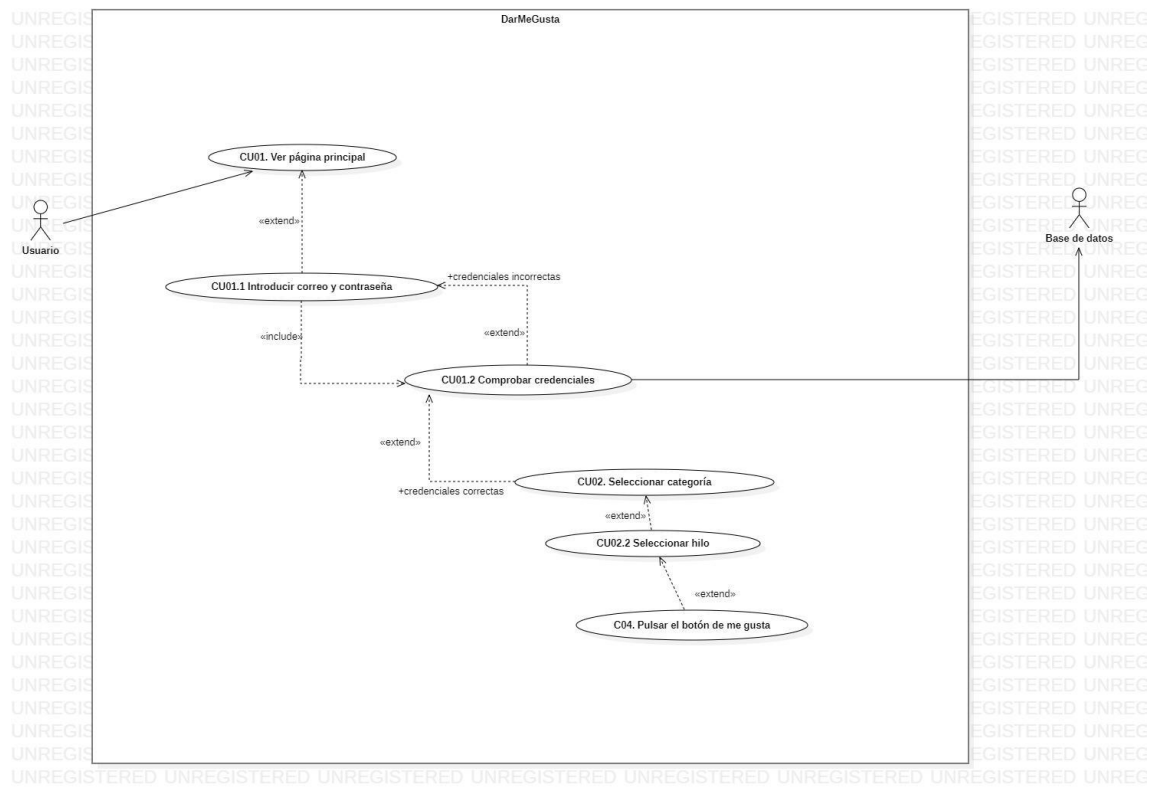 DarMeGusta
CU01. Ver página principal
«extend»
Usuario
Base de datos
CU01.1 Introducir correo y contraseña
+credenciales incorrectas
«include»
«extend»
CU01.2 Comprobar credenciales
«extend»
+credenciales correctas
CU02. Seleccionar categoría
«extend»
CU02.2 Seleccionar hilo
«extend»
C04. Pulsar el botón de me gusta
UNREGISTERED UNREGISTERED UNREGISTERED UNREGISTERED UNREGISTERED UNREGISTERED UNREGISTERED UNREG